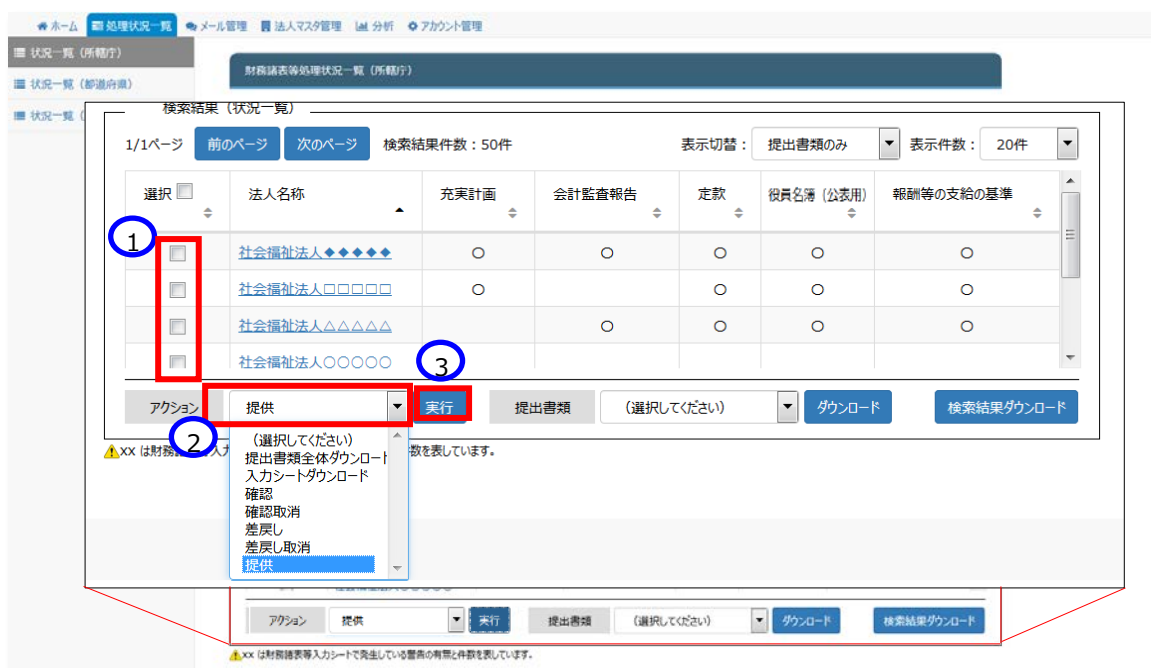 ホーム 処理状況一覧 メール管理 法人マスタ管理 分析 アカウント管理
状況一覧（所轄庁）
財務諸表等処理状況一覧（所轄庁）
状況一覧（都道府県）
状況一覧（
検索結果（状況一覧）
1/1ページ 前のページ 次のページ 検索結果件数：50件 表示切替： 提出書類のみ 表示件数： 20件
選択 法人名称 充実計画 会計監査報告 定款 役員名簿（公表用） 報酬等の支給の基準
1
社会福祉法人◆◆◆◆◆ ○ ○ ○ ○ ○
社会福祉法人□□□□□ ○ ○ ○ ○
社会福祉法人△△△△△ ○ ○ ○ ○
社会福祉法人○○○○○
3
アクション 提供 実行 提出書類 （選択してください） ダウンロード 検索結果ダウンロード
2
xx は財務 入 数を表しています。
（選択してください）
提出書類全体ダウンロード
入力シートダウンロード
確認
確認取消
差戻し
差戻し取消
提供
アクション 提供 実行 提出書類 （選択してください） ダウンロード 検索結果ダウンロード
xx は財務諸表等入力シートで発生している警告の有無と件数を表しています。